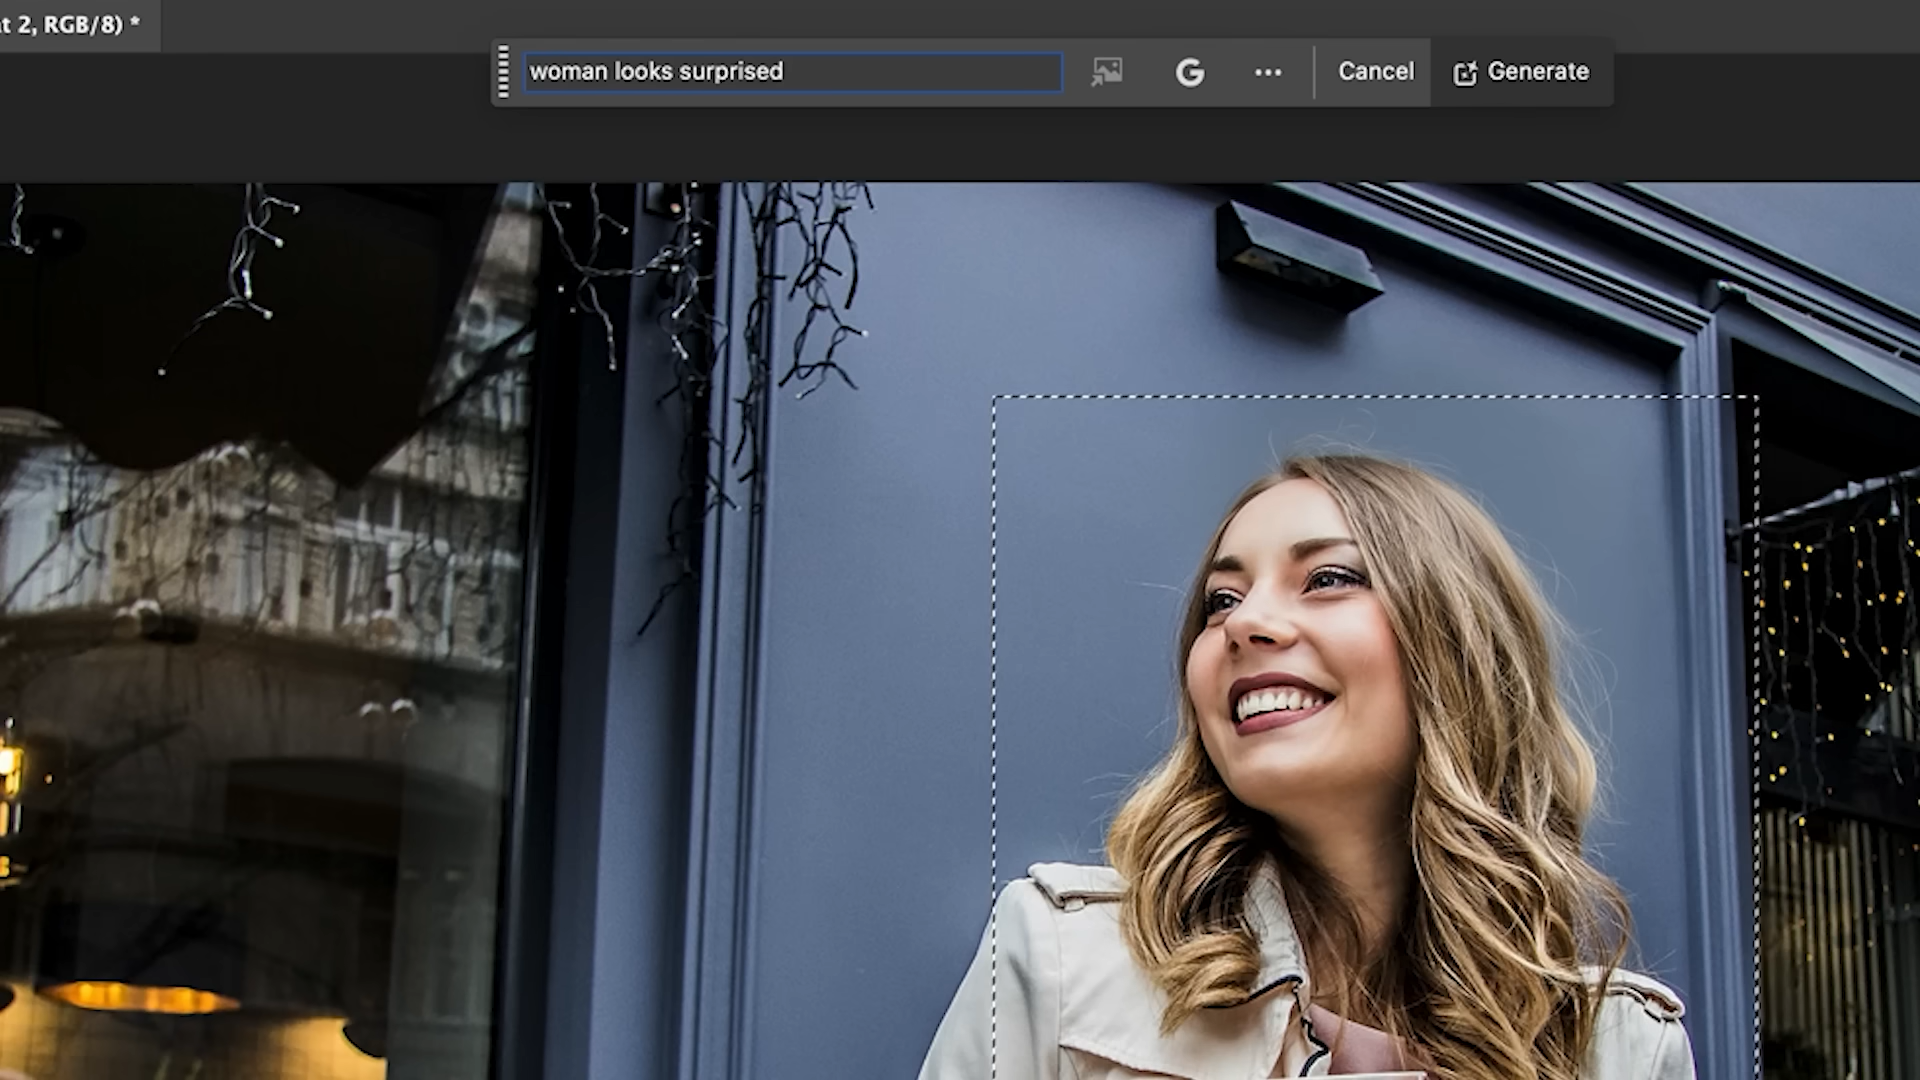 t 2, RGB/8) *
woman looks surprised
G
Cancel
Generate